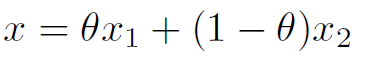 x = θx₁ + (1 − θ)x₂